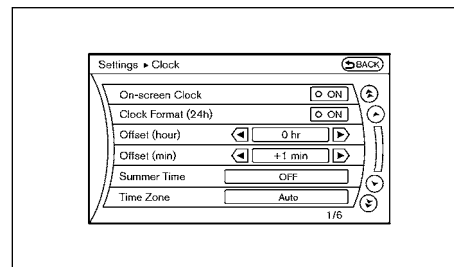 Settings ▸ Clock BACK
On-screen Clock ON
Clock Format (24h) ON
Offset (hour) 0 hr
Offset (min) +1 min
Summer Time OFF
Time Zone Auto
1/6